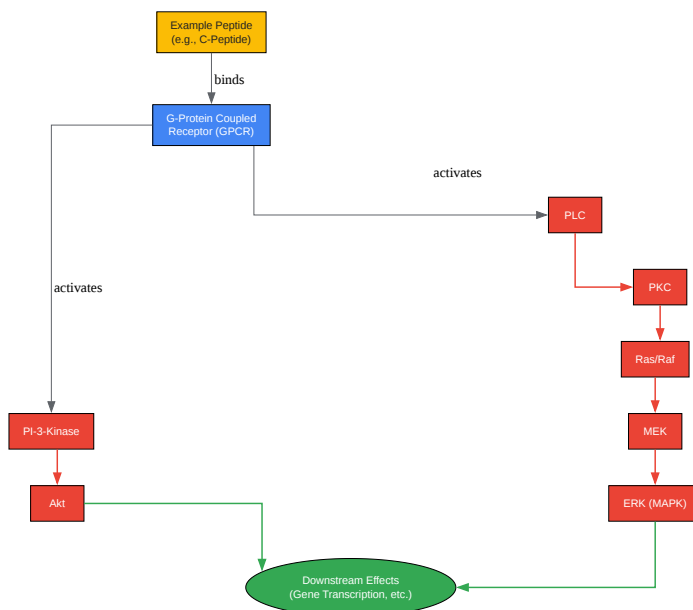 Example Peptide
(e.g., C-Peptide)
binds
G-Protein Coupled
Receptor (GPCR)
activates
PLC
PKC
activates
Ras/Raf
PI-3-Kinase
MEK
Akt
ERK (MAPK)
Downstream Effects
(Gene Transcription, etc.)